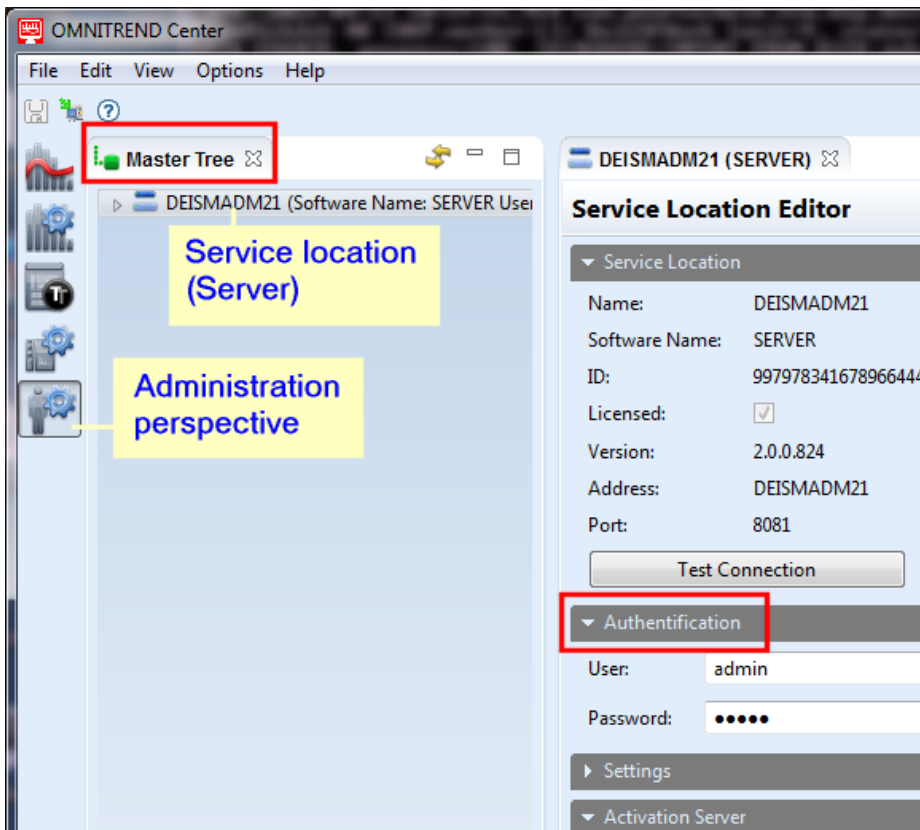 OMNITREND Center
File Edit View Options Help
Master Tree
DEISMADM21 (SERVER)
DEISMADM21 (Software Name: SERVER User
Service location
(Server)
Administration
perspective
Service Location Editor
Service Location
Name: DEISMADM21
Software Name: SERVER
ID: 997978341678966444
Licensed:
Version: 2.0.0.824
Address: DEISMADM21
Port: 8081
Test Connection
Authentification
User: admin
Password: •••••
Settings
Activation Server